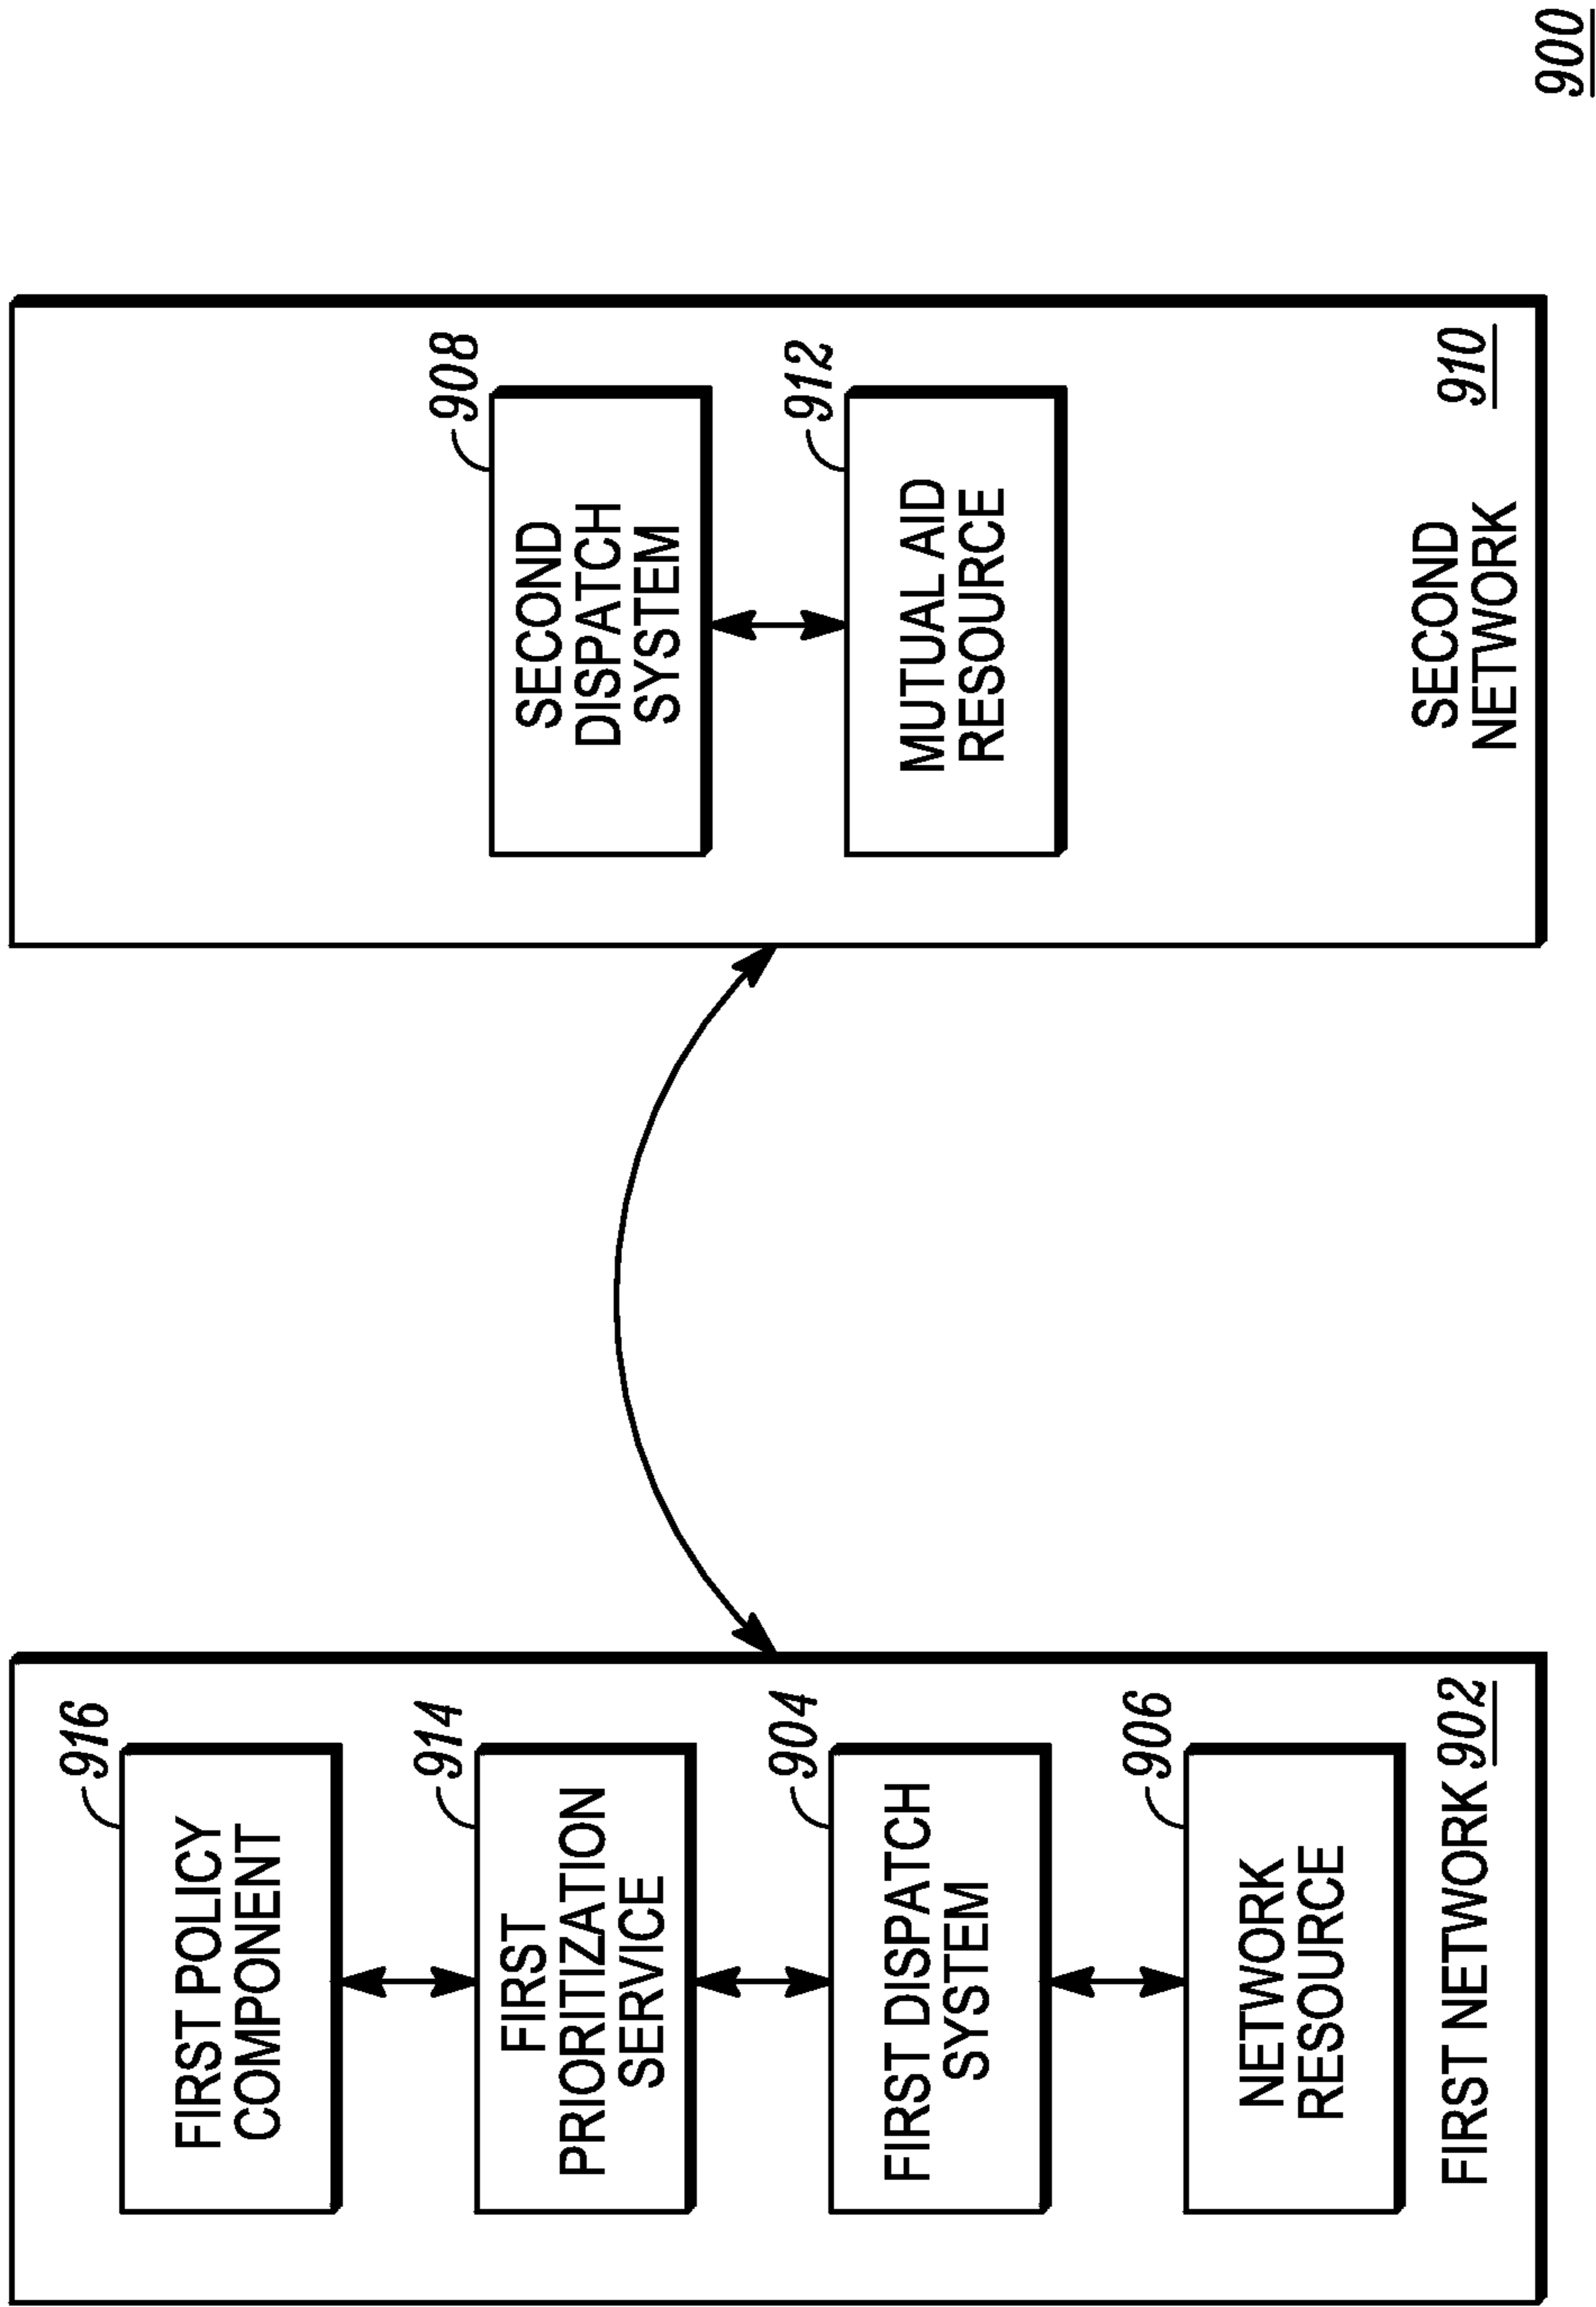 916
FIRST POLICY
COMPONENT
914
FIRST
PRIORITIZATION
SERVICE
904
FIRST DISPATCH
SYSTEM
906
NETWORK
RESOURCE
FIRST NETWORK 902
908
SECOND
DISPATCH
SYSTEM
912
MUTUAL AID
RESOURCE
SECOND
NETWORK
910
900